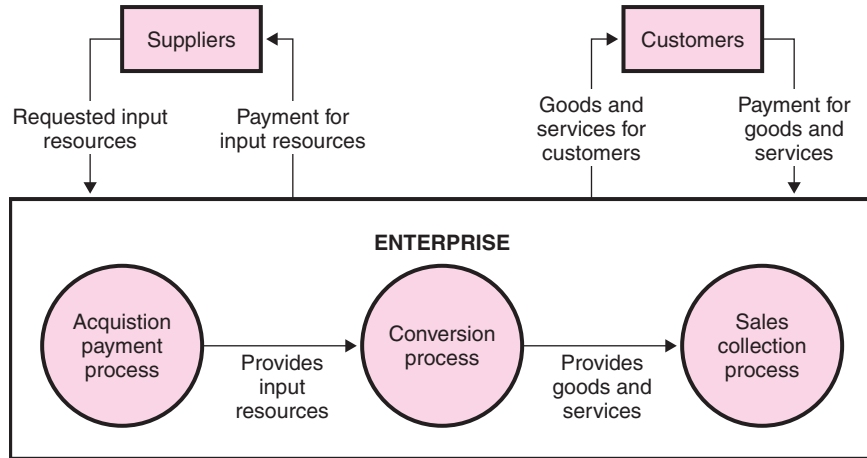 Suppliers
Customers
Requested input
resources
Payment for
input resources
Goods and
services for
customers
Payment for
goods and
services
ENTERPRISE
Acquistion
payment
process
Provides
input
resources
Conversion
process
Provides
goods and
services
Sales
collection
process